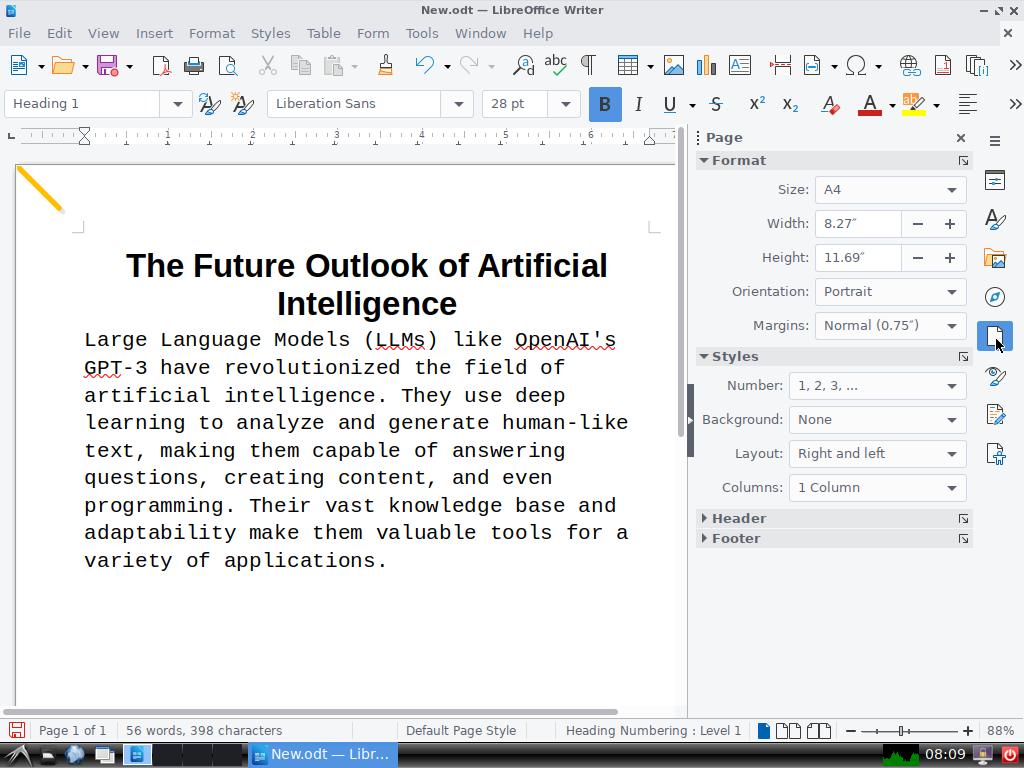 New.odt — LibreOffice Writer
File Edit View Insert Format Styles Table Form Tools Window Help
Heading 1 Liberation Sans 28 pt
1 2 3 4 5 6
Page
Format
Size: A4
Width: 8.27″
Height: 11.69″
Orientation: Portrait
Margins: Normal (0.75″)
Styles
Number: 1, 2, 3, ...
Background: None
Layout: Right and left
Columns: 1 Column
Header
Footer
The Future Outlook of Artificial
Intelligence
Large Language Models (LLMs) like OpenAI's
GPT-3 have revolutionized the field of
artificial intelligence. They use deep
learning to analyze and generate human-like
text, making them capable of answering
questions, creating content, and even
programming. Their vast knowledge base and
adaptability make them valuable tools for a
variety of applications.
Page 1 of 1 56 words, 398 characters Default Page Style Heading Numbering : Level 1 88%
New.odt — Libr... 08:09